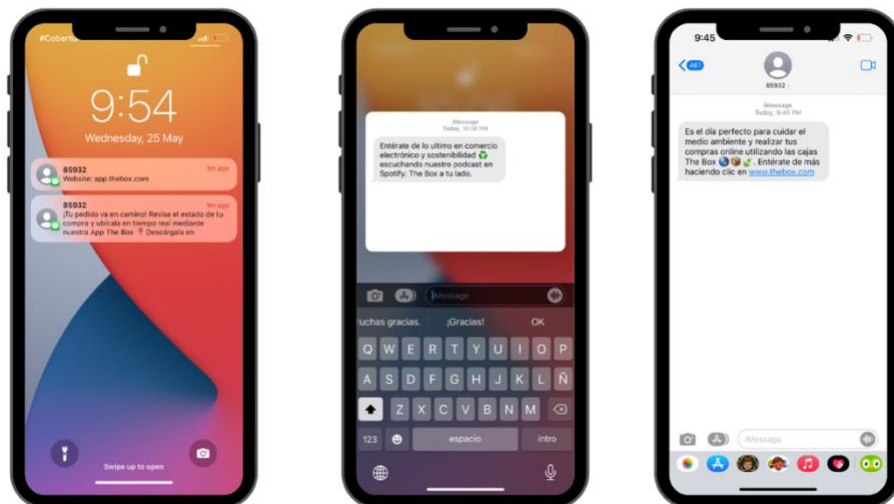 #Cobertu
9:54
Wednesday, 25 May
85932
1m ago
Website: app.thebox.com
85932
1m ago
¡Tu pedido va en camino! Revisa el estado de tu
compra y ubícala en tiempo real mediante
nuestra App The Box 📍 Descárgala en
Swipe up to open
iMessage
Today, 10:06 PM
Entérate de lo ultimo en comercio
electrónico y sostenibilidad ♻️
escuchando nuestro podcast en
Spotify: The Box a tu lado.
iMessage
uchas gracias.
¡Gracias!
OK
Q W E R T Y U I O P
A S D F G H J K L Ñ
Z X C V B N M
123
espacio
intro
9:45
461
85932
iMessage
Today, 9:45 PM
Es el día perfecto para cuidar el
medio ambiente y realizar tus
compras online utilizando las cajas
The Box 🌎📦🌿. Entérate de más
haciendo clic en www.thebox.com
iMessage